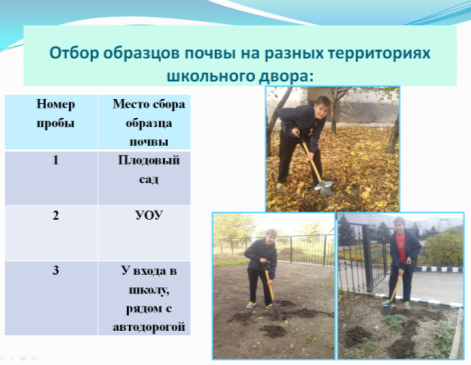 Отбор образцов почвы на разных территориях
школьного двора:
Номер
пробы
Место сбора
образца
почвы
1
Плодовый
сад
2
УОУ
3
У входа в
школу,
рядом с
автодорогой